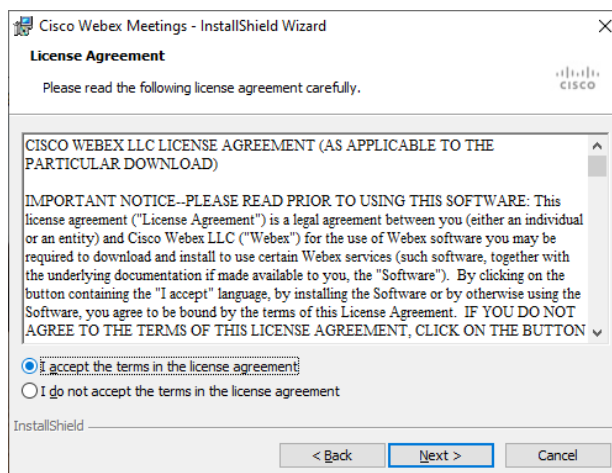 Cisco Webex Meetings - InstallShield Wizard
License Agreement
Please read the following license agreement carefully.
CISCO
CISCO WEBEX LLC LICENSE AGREEMENT (AS APPLICABLE TO THE
PARTICULAR DOWNLOAD)
IMPORTANT NOTICE--PLEASE READ PRIOR TO USING THIS SOFTWARE: This
license agreement ("License Agreement") is a legal agreement between you (either an individual
or an entity) and Cisco Webex LLC ("Webex") for the use of Webex software you may be
required to download and install to use certain Webex services (such software, together with
the underlying documentation if made available to you, the "Software").  By clicking on the
button containing the "I accept" language, by installing the Software or by otherwise using the
Software, you agree to be bound by the terms of this License Agreement.  IF YOU DO NOT
AGREE TO THE TERMS OF THIS LICENSE AGREEMENT, CLICK ON THE BUTTON
I accept the terms in the license agreement
I do not accept the terms in the license agreement
InstallShield
< Back
Next >
Cancel